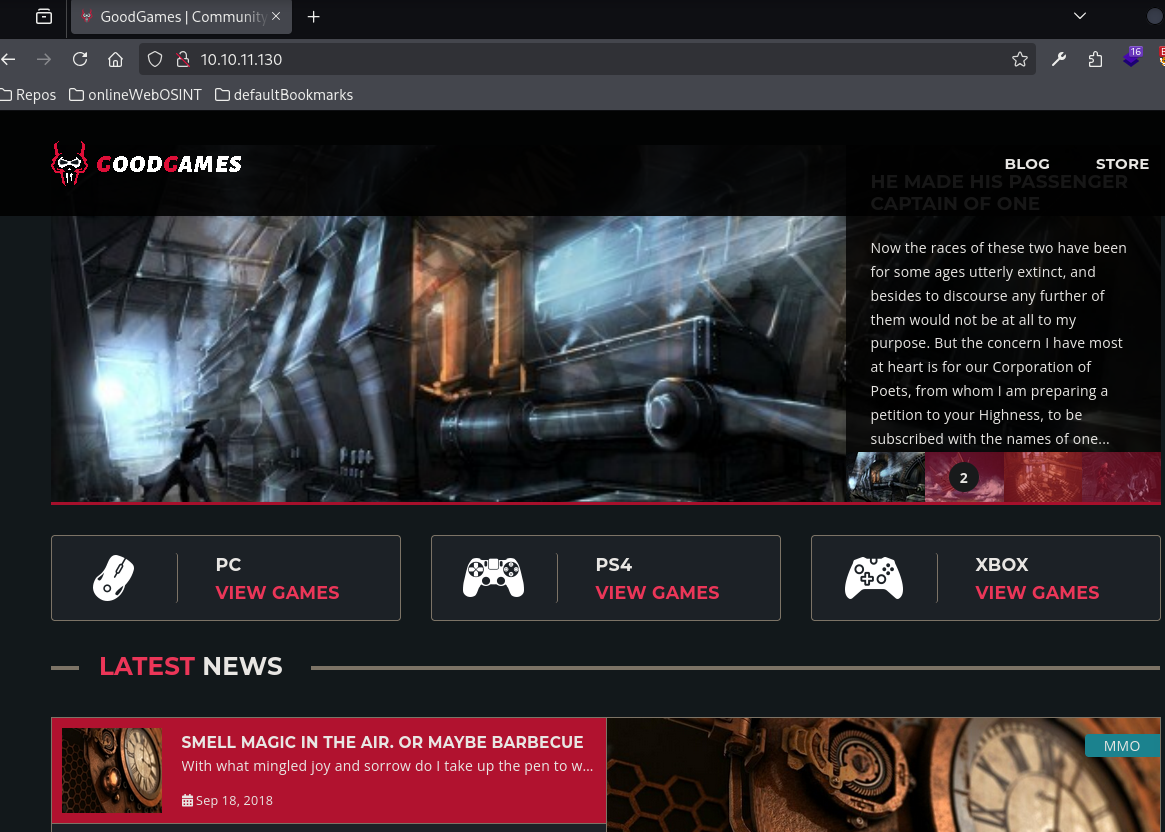 GoodGames | Community
10.10.11.130
16
Repos
onlineWebOSINT
defaultBookmarks
GOODGAMES
BLOG
STORE
HE MADE HIS PASSENGER
CAPTAIN OF ONE
Now the races of these two have been
for some ages utterly extinct, and
besides to discourse any further of
them would not be at all to my
purpose. But the concern I have most
at heart is for our Corporation of
Poets, from whom I am preparing a
petition to your Highness, to be
subscribed with the names of one...
2
PC
VIEW GAMES
PS4
VIEW GAMES
XBOX
VIEW GAMES
LATEST NEWS
SMELL MAGIC IN THE AIR. OR MAYBE BARBECUE
With what mingled joy and sorrow do I take up the pen to w...
Sep 18, 2018
MMO